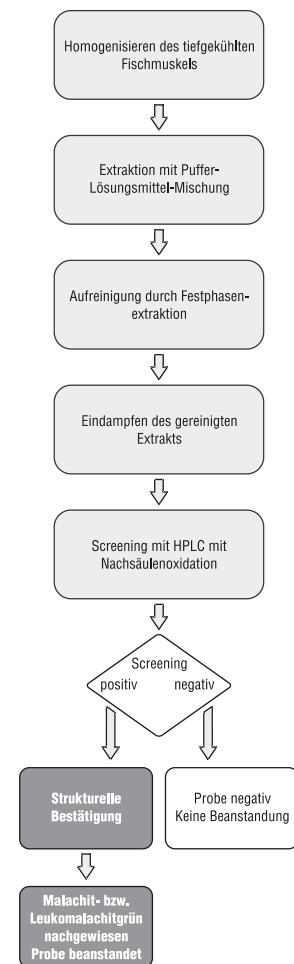 Homogenisieren des tiefgekühlten
Fischmuskels
Extraktion mit Puffer-
Lösungsmittel-Mischung
Aufreinigung durch Festphasen-
extraktion
Eindampfen des gereinigten
Extrakts
Screening mit HPLC mit
Nachsäulenoxidation
Screening
positiv negativ
Strukturelle
Bestätigung
Probe negativ
Keine Beanstandung
Malachit- bzw.
Leukomalachitgrün
nachgewiesen
Probe beanstandet